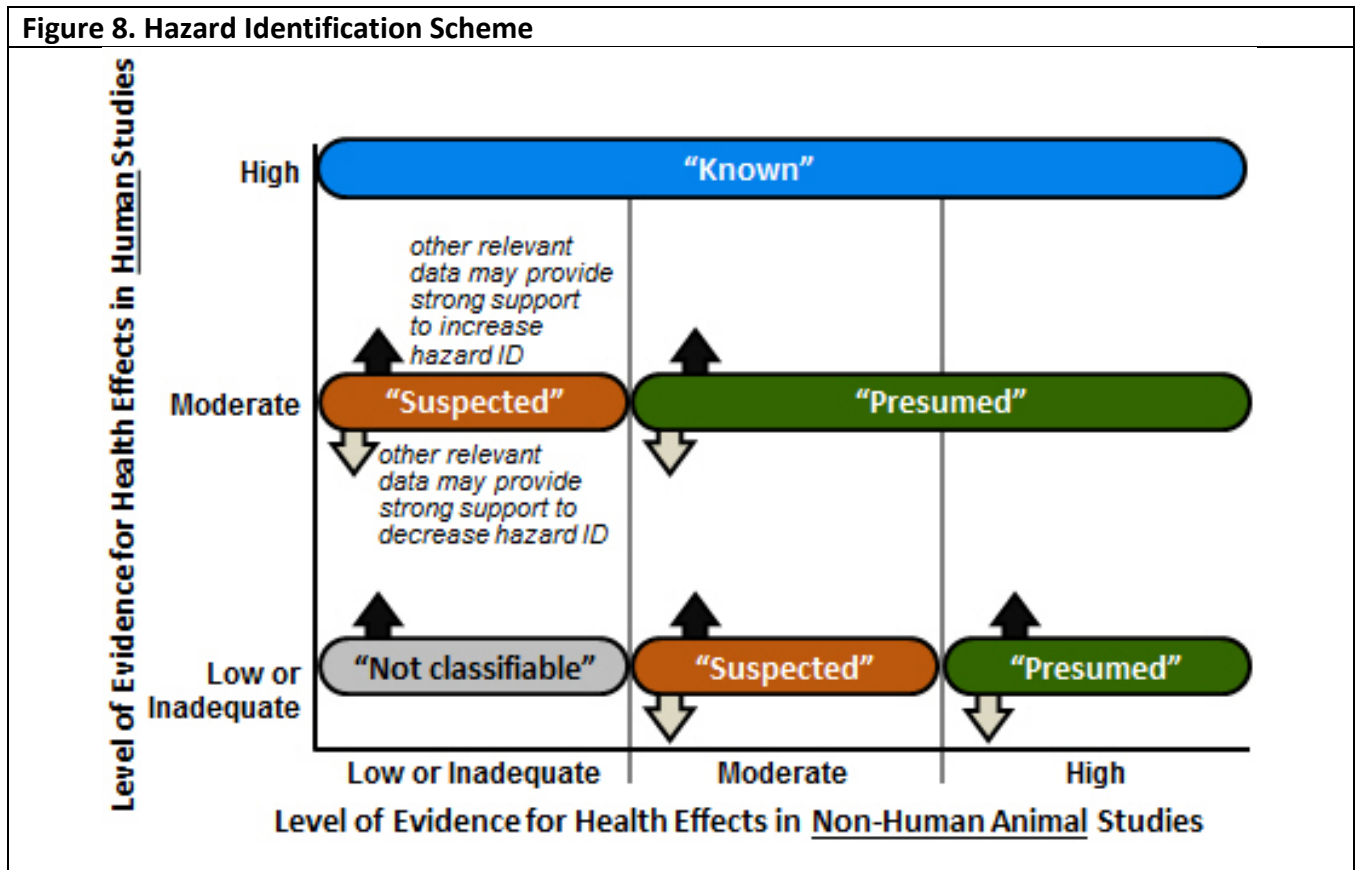 Figure 8. Hazard Identification Scheme
Level of Evidence for Health Effects in Human Studies
High
“Known”
other relevant
data may provide
strong support
to increase
hazard ID
Moderate
“Suspected”
“Presumed”
other relevant
data may provide
strong support to
decrease hazard ID
Low or
Inadequate
“Not classifiable”
“Suspected”
“Presumed”
Low or Inadequate
Moderate
High
Level of Evidence for Health Effects in Non-Human Animal Studies